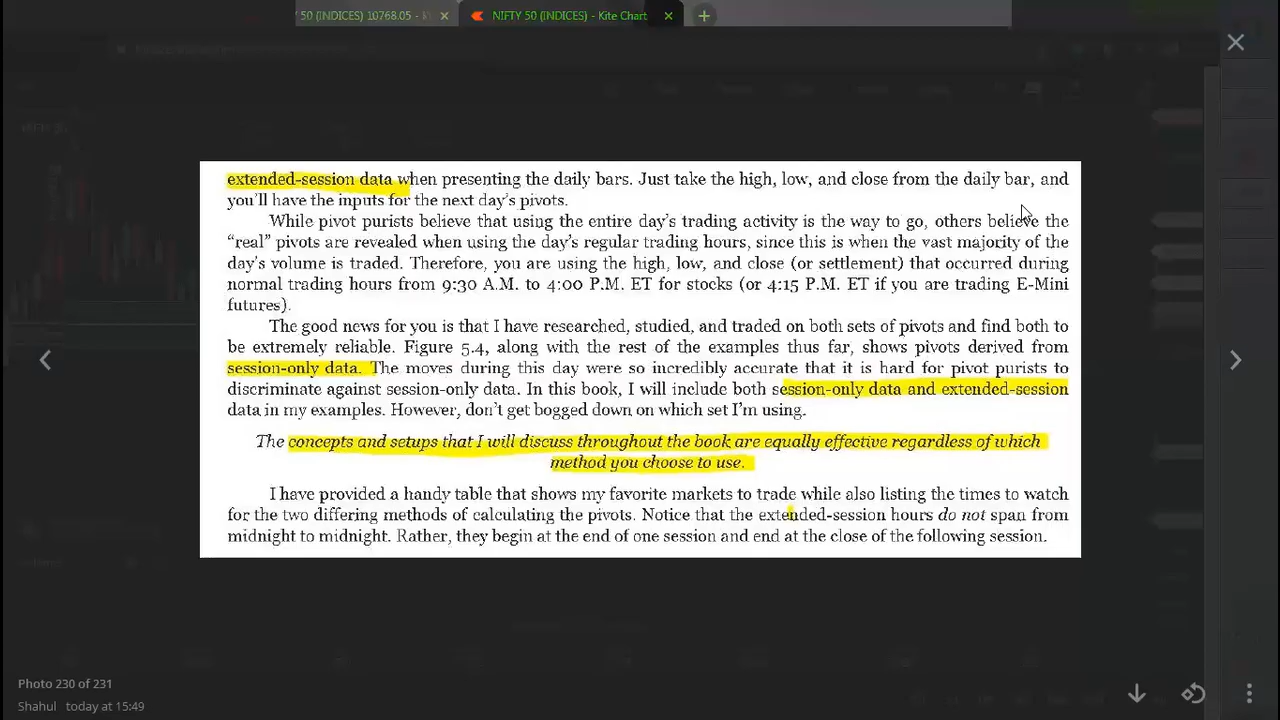 50 (INDICES) 10768.05 -
NIFTY 50 (INDICES) - Kite Chart
extended-session data when presenting the daily bars. Just take the high, low, and close from the daily bar, and
you'll have the inputs for the next day's pivots.
While pivot purists believe that using the entire day's trading activity is the way to go, others believe the
“real” pivots are revealed when using the day's regular trading hours, since this is when the vast majority of the
day's volume is traded. Therefore, you are using the high, low, and close (or settlement) that occurred during
normal trading hours from 9:30 A.M. to 4:00 P.M. ET for stocks (or 4:15 P.M. ET if you are trading E-Mini
futures).
The good news for you is that I have researched, studied, and traded on both sets of pivots and find both to
be extremely reliable. Figure 5.4, along with the rest of the examples thus far, shows pivots derived from
session-only data. The moves during this day were so incredibly accurate that it is hard for pivot purists to
discriminate against session-only data. In this book, I will include both session-only data and extended-session
data in my examples. However, don't get bogged down on which set I'm using.
The concepts and setups that I will discuss throughout the book are equally effective regardless of which
method you choose to use.
I have provided a handy table that shows my favorite markets to trade while also listing the times to watch
for the two differing methods of calculating the pivots. Notice that the extended-session hours do not span from
midnight to midnight. Rather, they begin at the end of one session and end at the close of the following session.
Photo 230 of 231
Shahul today at 15:49